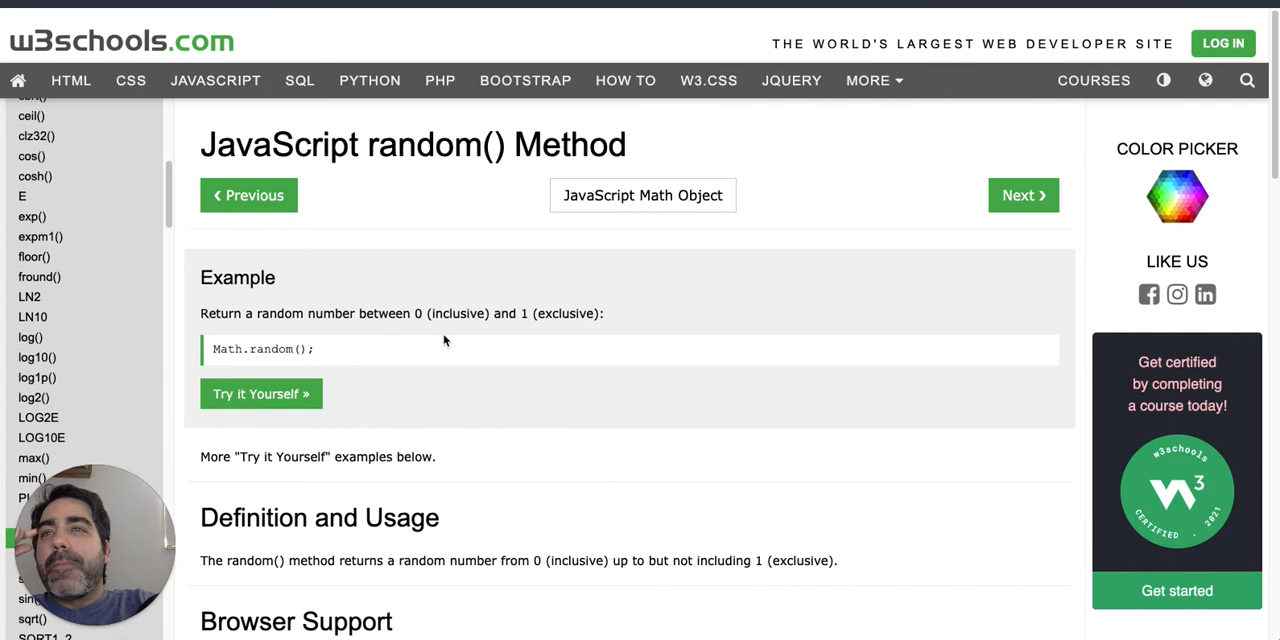 w3schools.com
THE WORLD'S LARGEST WEB DEVELOPER SITE
LOG IN
HTML CSS JAVASCRIPT SQL PYTHON PHP BOOTSTRAP HOW TO W3.CSS JQUERY MORE COURSES
ceil()
clz32()
cos()
cosh()
E
exp()
expm1()
floor()
fround()
LN2
LN10
log()
log10()
log1p()
log2()
LOG2E
LOG10E
max()
min()
sqrt()
JavaScript random() Method
❮ Previous
JavaScript Math Object
Next ❯
Example
Return a random number between 0 (inclusive) and 1 (exclusive):
Math.random();
Try it Yourself »
More "Try it Yourself" examples below.
Definition and Usage
The random() method returns a random number from 0 (inclusive) up to but not including 1 (exclusive).
Browser Support
COLOR PICKER
LIKE US
Get certified
by completing
a course today!
w3schools
W3
CERTIFIED . 2021
Get started